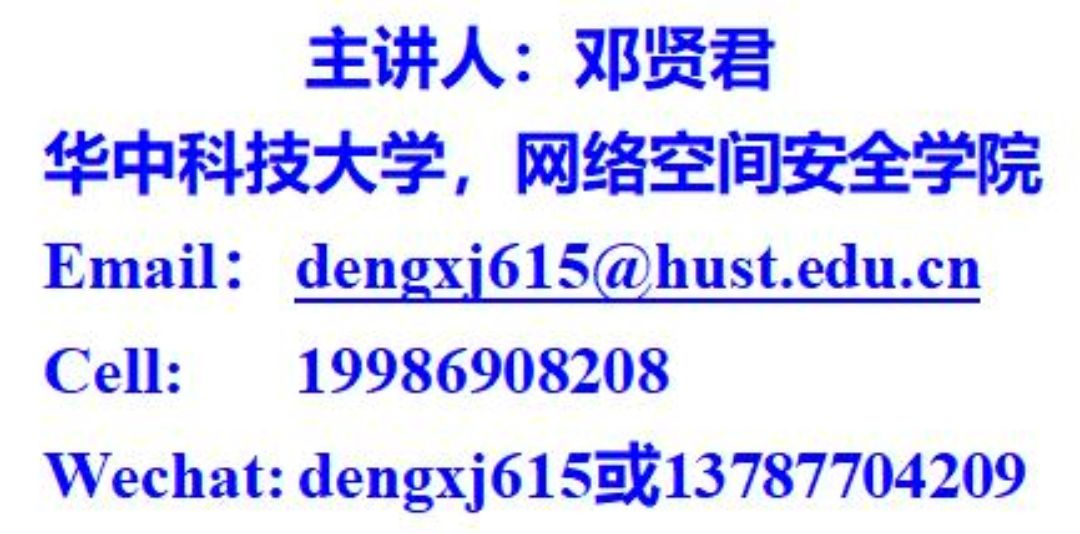 主讲人：邓贤君
华中科技大学，网络空间安全学院
Email： dengxj615@hust.edu.cn
Cell: 19986908208
Wechat: dengxj615或13787704209